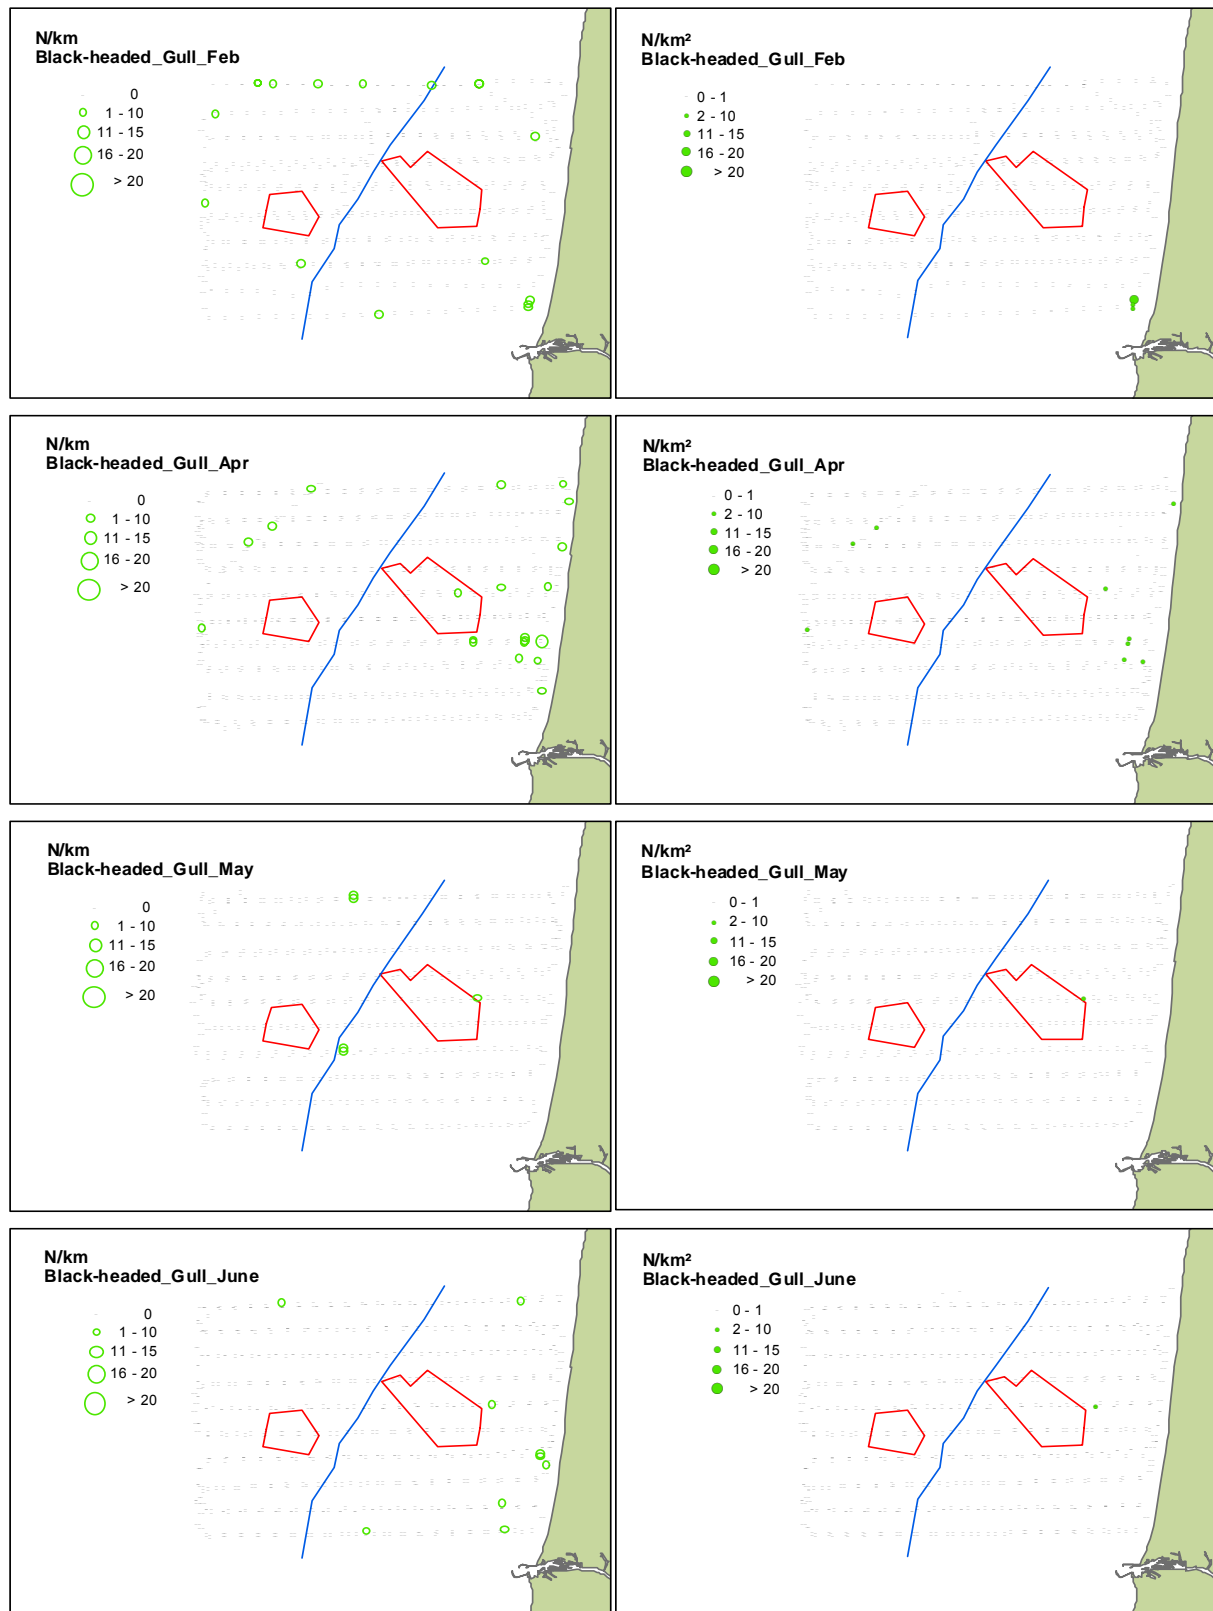 N/km
Black-headed_Gull_Feb
0
1 - 10
11 - 15
16 - 20
> 20
N/km²
Black-headed_Gull_Feb
0 - 1
2 - 10
11 - 15
16 - 20
> 20
N/km
Black-headed_Gull_Apr
0
1 - 10
11 - 15
16 - 20
> 20
N/km²
Black-headed_Gull_Apr
0 - 1
2 - 10
11 - 15
16 - 20
> 20
N/km
Black-headed_Gull_May
0
1 - 10
11 - 15
16 - 20
> 20
N/km²
Black-headed_Gull_May
0 - 1
2 - 10
11 - 15
16 - 20
> 20
N/km
Black-headed_Gull_June
0
1 - 10
11 - 15
16 - 20
> 20
N/km²
Black-headed_Gull_June
0 - 1
2 - 10
11 - 15
16 - 20
> 20